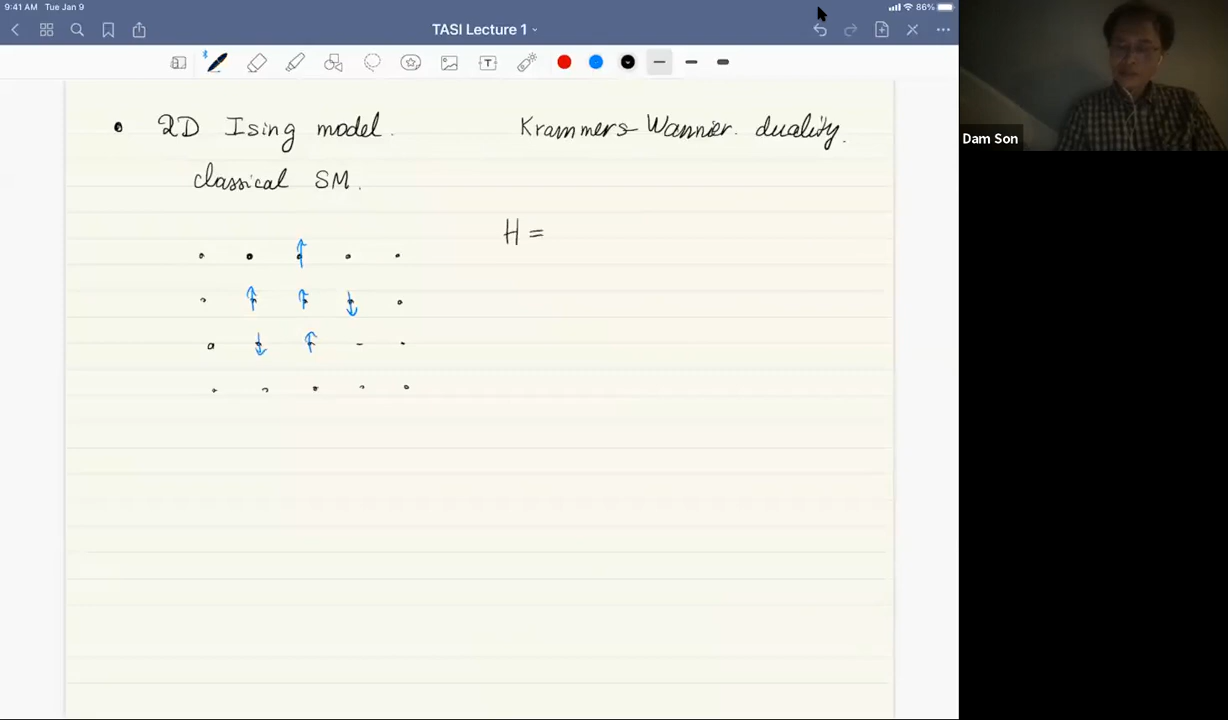 9:41 AM Tue Jan 9
86%
TASI Lecture 1
2D Ising model. Krammers-Wannier. duality.
classical SM.
H =
Dam Son